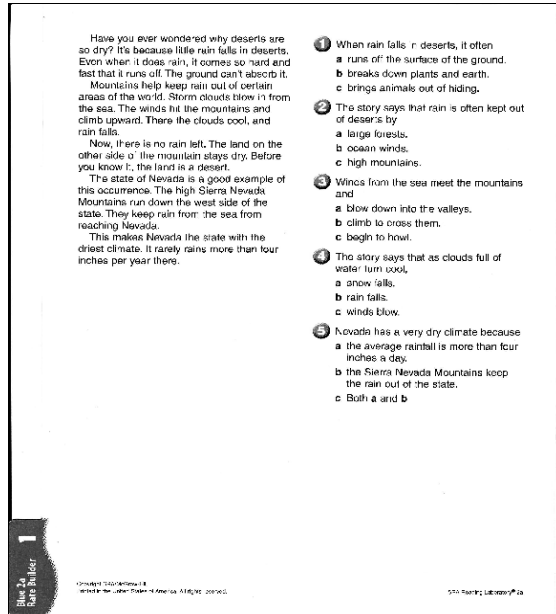 Have you ever wondered why deserts are
so dry? It's because little rain falls in deserts.
Even when it does rain, it comes so hard and
fast that it runs off. The ground can't absorb it.
Mountains help keep rain out of certain
areas of the world. Storm clouds blow in from
the sea. The winds hit the mountains and
climb upward. There the clouds cool, and
rain falls.
Now, there is no rain left. The land on the
other side of the mountain stays dry. Before
you know it, the land is a desert.
The state of Nevada is a good example of
this occurrence. The high Sierra Nevada
Mountains run down the west side of the
state. They keep rain from the sea from
reaching Nevada.
This makes Nevada the state with the
driest climate. It rarely rains more than four
inches per year there.
1 When rain falls in deserts, it often
a runs off the surface of the ground.
b breaks down plants and earth.
c brings animals out of hiding.
2 The story says that rain is often kept out
of deserts by
a large forests.
b ocean winds.
c high mountains.
3 Winds from the sea meet the mountains
and
a blow down into the valleys.
b climb to cross them.
c begin to howl.
4 The story says that as clouds full of
water turn cool,
a snow falls.
b rain falls.
c winds blow.
5 Nevada has a very dry climate because
a the average rainfall is more than four
inches a day.
b the Sierra Nevada Mountains keep
the rain out of the state.
c Both a and b
Blue 2a
Rate Builder
1
Copyright SRA/McGraw-Hill
Printed in the United States of America. All rights reserved.
SRA Reading Laboratory® 2a